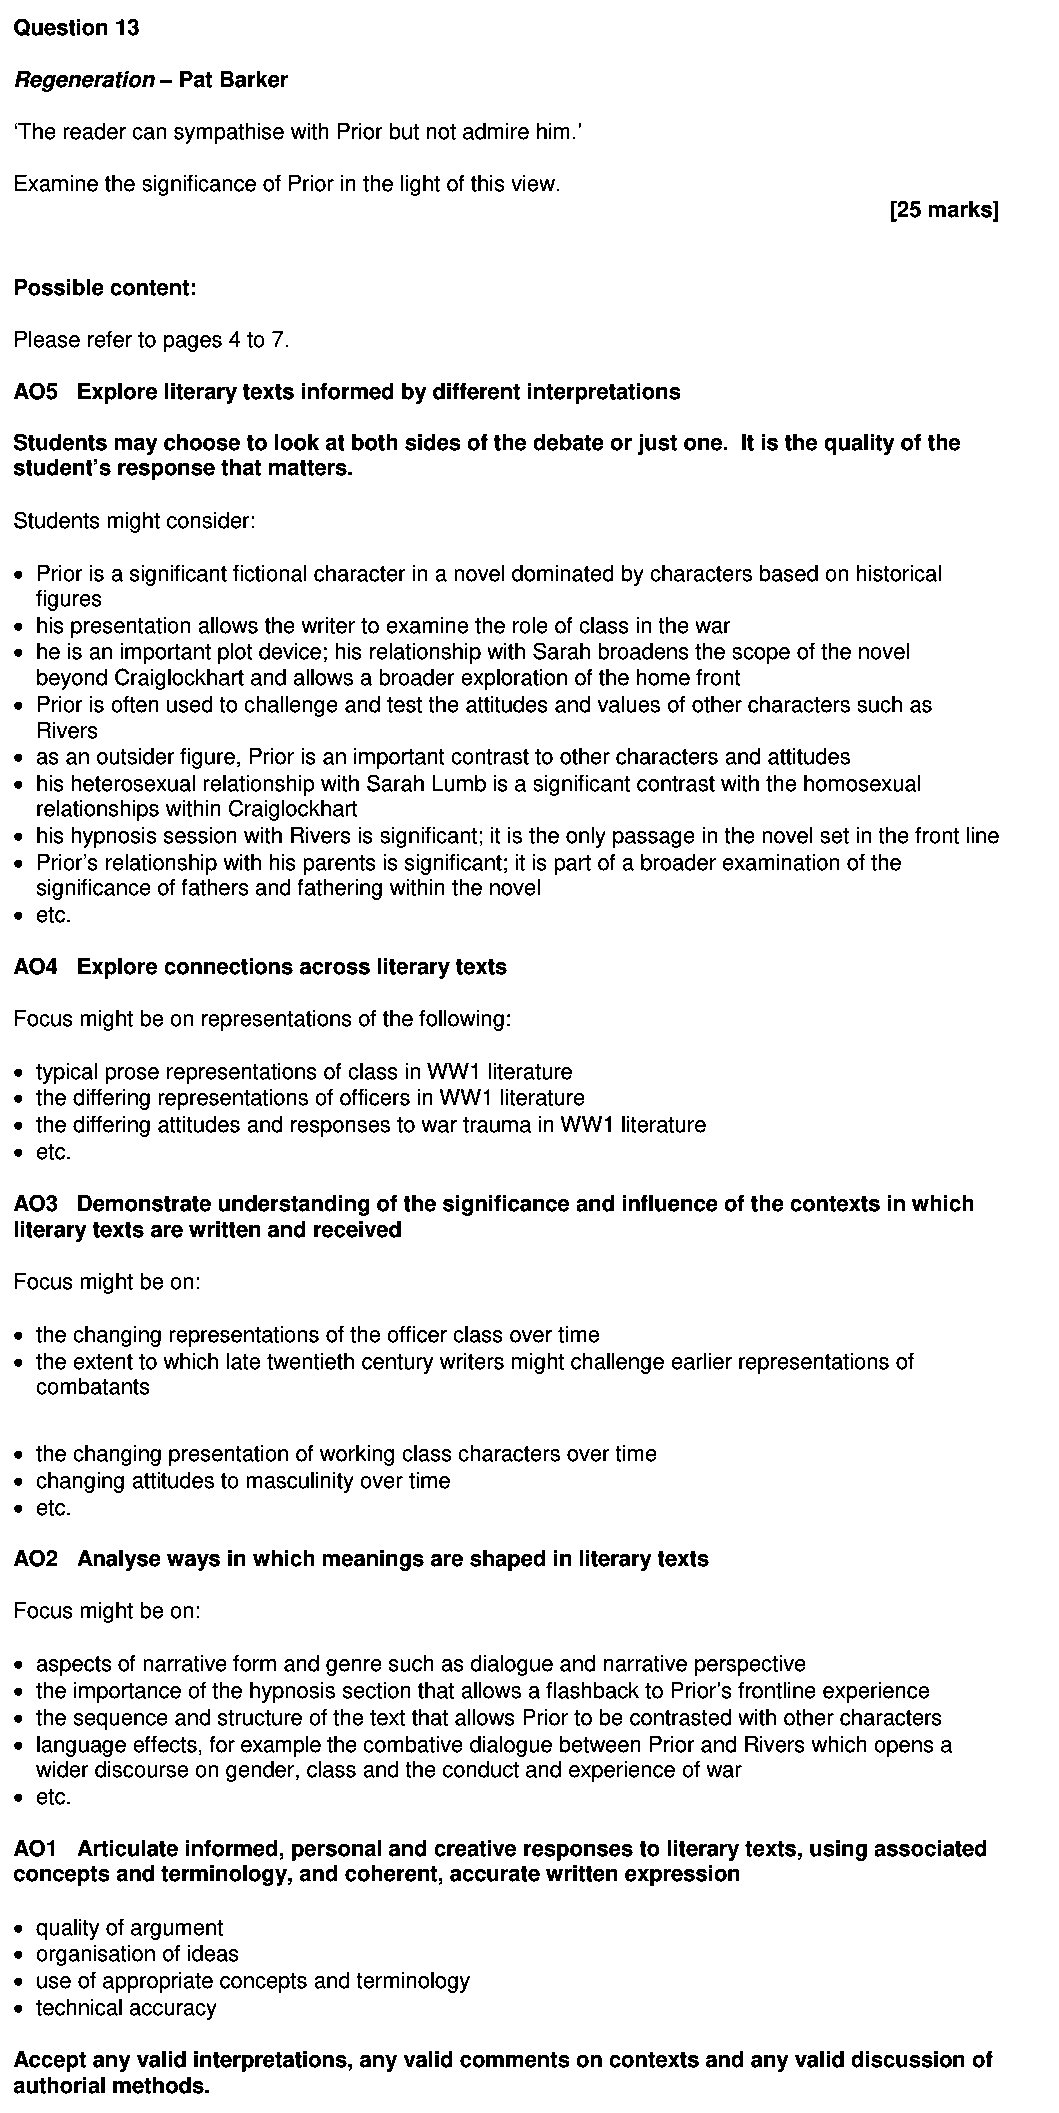 Question 13
Regeneration – Pat Barker
‘The reader can sympathise with Prior but not admire him.’
Examine the significance of Prior in the light of this view.
[25 marks]
Possible content:
Please refer to pages 4 to 7.
AO5 Explore literary texts informed by different interpretations
Students may choose to look at both sides of the debate or just one. It is the quality of the
student’s response that matters.
Students might consider:
• Prior is a significant fictional character in a novel dominated by characters based on historical
figures
• his presentation allows the writer to examine the role of class in the war
• he is an important plot device; his relationship with Sarah broadens the scope of the novel
beyond Craiglockhart and allows a broader exploration of the home front
• Prior is often used to challenge and test the attitudes and values of other characters such as
Rivers
• as an outsider figure, Prior is an important contrast to other characters and attitudes
• his heterosexual relationship with Sarah Lumb is a significant contrast with the homosexual
relationships within Craiglockhart
• his hypnosis session with Rivers is significant; it is the only passage in the novel set in the front line
• Prior’s relationship with his parents is significant; it is part of a broader examination of the
significance of fathers and fathering within the novel
• etc.
AO4 Explore connections across literary texts
Focus might be on representations of the following:
• typical prose representations of class in WW1 literature
• the differing representations of officers in WW1 literature
• the differing attitudes and responses to war trauma in WW1 literature
• etc.
AO3 Demonstrate understanding of the significance and influence of the contexts in which
literary texts are written and received
Focus might be on:
• the changing representations of the officer class over time
• the extent to which late twentieth century writers might challenge earlier representations of
combatants
• the changing presentation of working class characters over time
• changing attitudes to masculinity over time
• etc.
AO2 Analyse ways in which meanings are shaped in literary texts
Focus might be on:
• aspects of narrative form and genre such as dialogue and narrative perspective
• the importance of the hypnosis section that allows a flashback to Prior’s frontline experience
• the sequence and structure of the text that allows Prior to be contrasted with other characters
• language effects, for example the combative dialogue between Prior and Rivers which opens a
wider discourse on gender, class and the conduct and experience of war
• etc.
AO1 Articulate informed, personal and creative responses to literary texts, using associated
concepts and terminology, and coherent, accurate written expression
• quality of argument
• organisation of ideas
• use of appropriate concepts and terminology
• technical accuracy
Accept any valid interpretations, any valid comments on contexts and any valid discussion of
authorial methods.